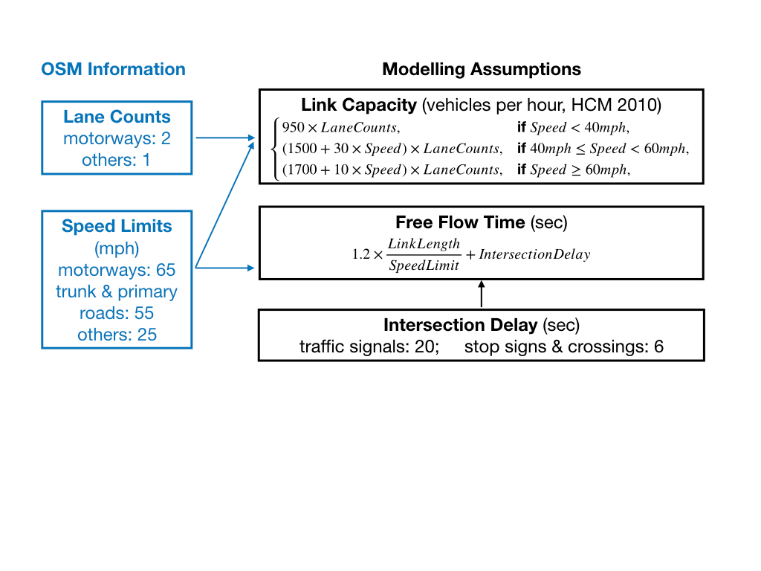 OSM Information
Modelling Assumptions
Lane Counts
motorways: 2
others: 1
Speed Limits
(mph)
motorways: 65
trunk & primary
roads: 55
others: 25
Link Capacity (vehicles per hour, HCM 2010)
950 × LaneCounts, if Speed < 40mph,
(1500 + 30 × Speed) × LaneCounts, if 40mph ≤ Speed < 60mph,
(1700 + 10 × Speed) × LaneCounts, if Speed ≥ 60mph,
Free Flow Time (sec)
1.2 × LinkLength / SpeedLimit + IntersectionDelay
Intersection Delay (sec)
traffic signals: 20; stop signs & crossings: 6